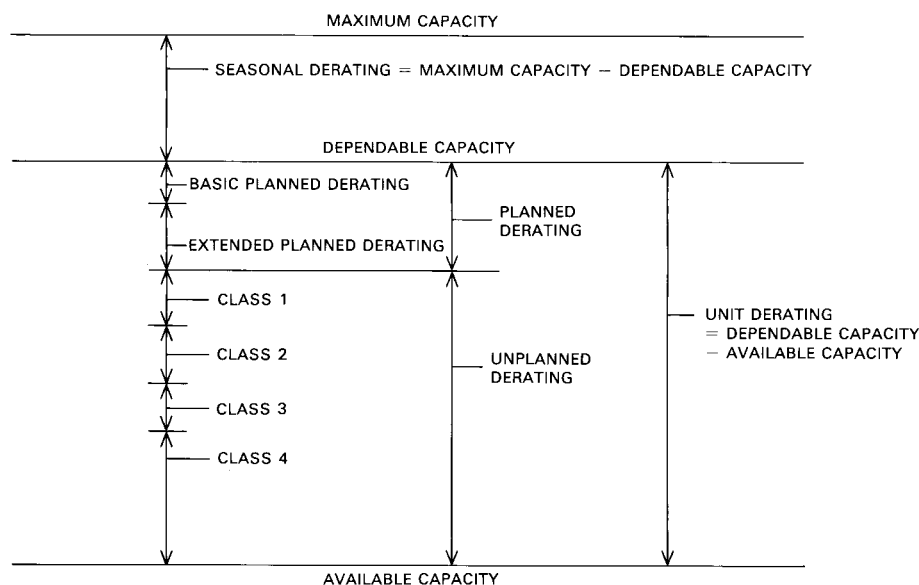 MAXIMUM CAPACITY
SEASONAL DERATING = MAXIMUM CAPACITY − DEPENDABLE CAPACITY
DEPENDABLE CAPACITY
BASIC PLANNED DERATING
PLANNED
DERATING
EXTENDED PLANNED DERATING
CLASS 1
UNIT DERATING
= DEPENDABLE CAPACITY
− AVAILABLE CAPACITY
CLASS 2
UNPLANNED
DERATING
CLASS 3
CLASS 4
AVAILABLE CAPACITY